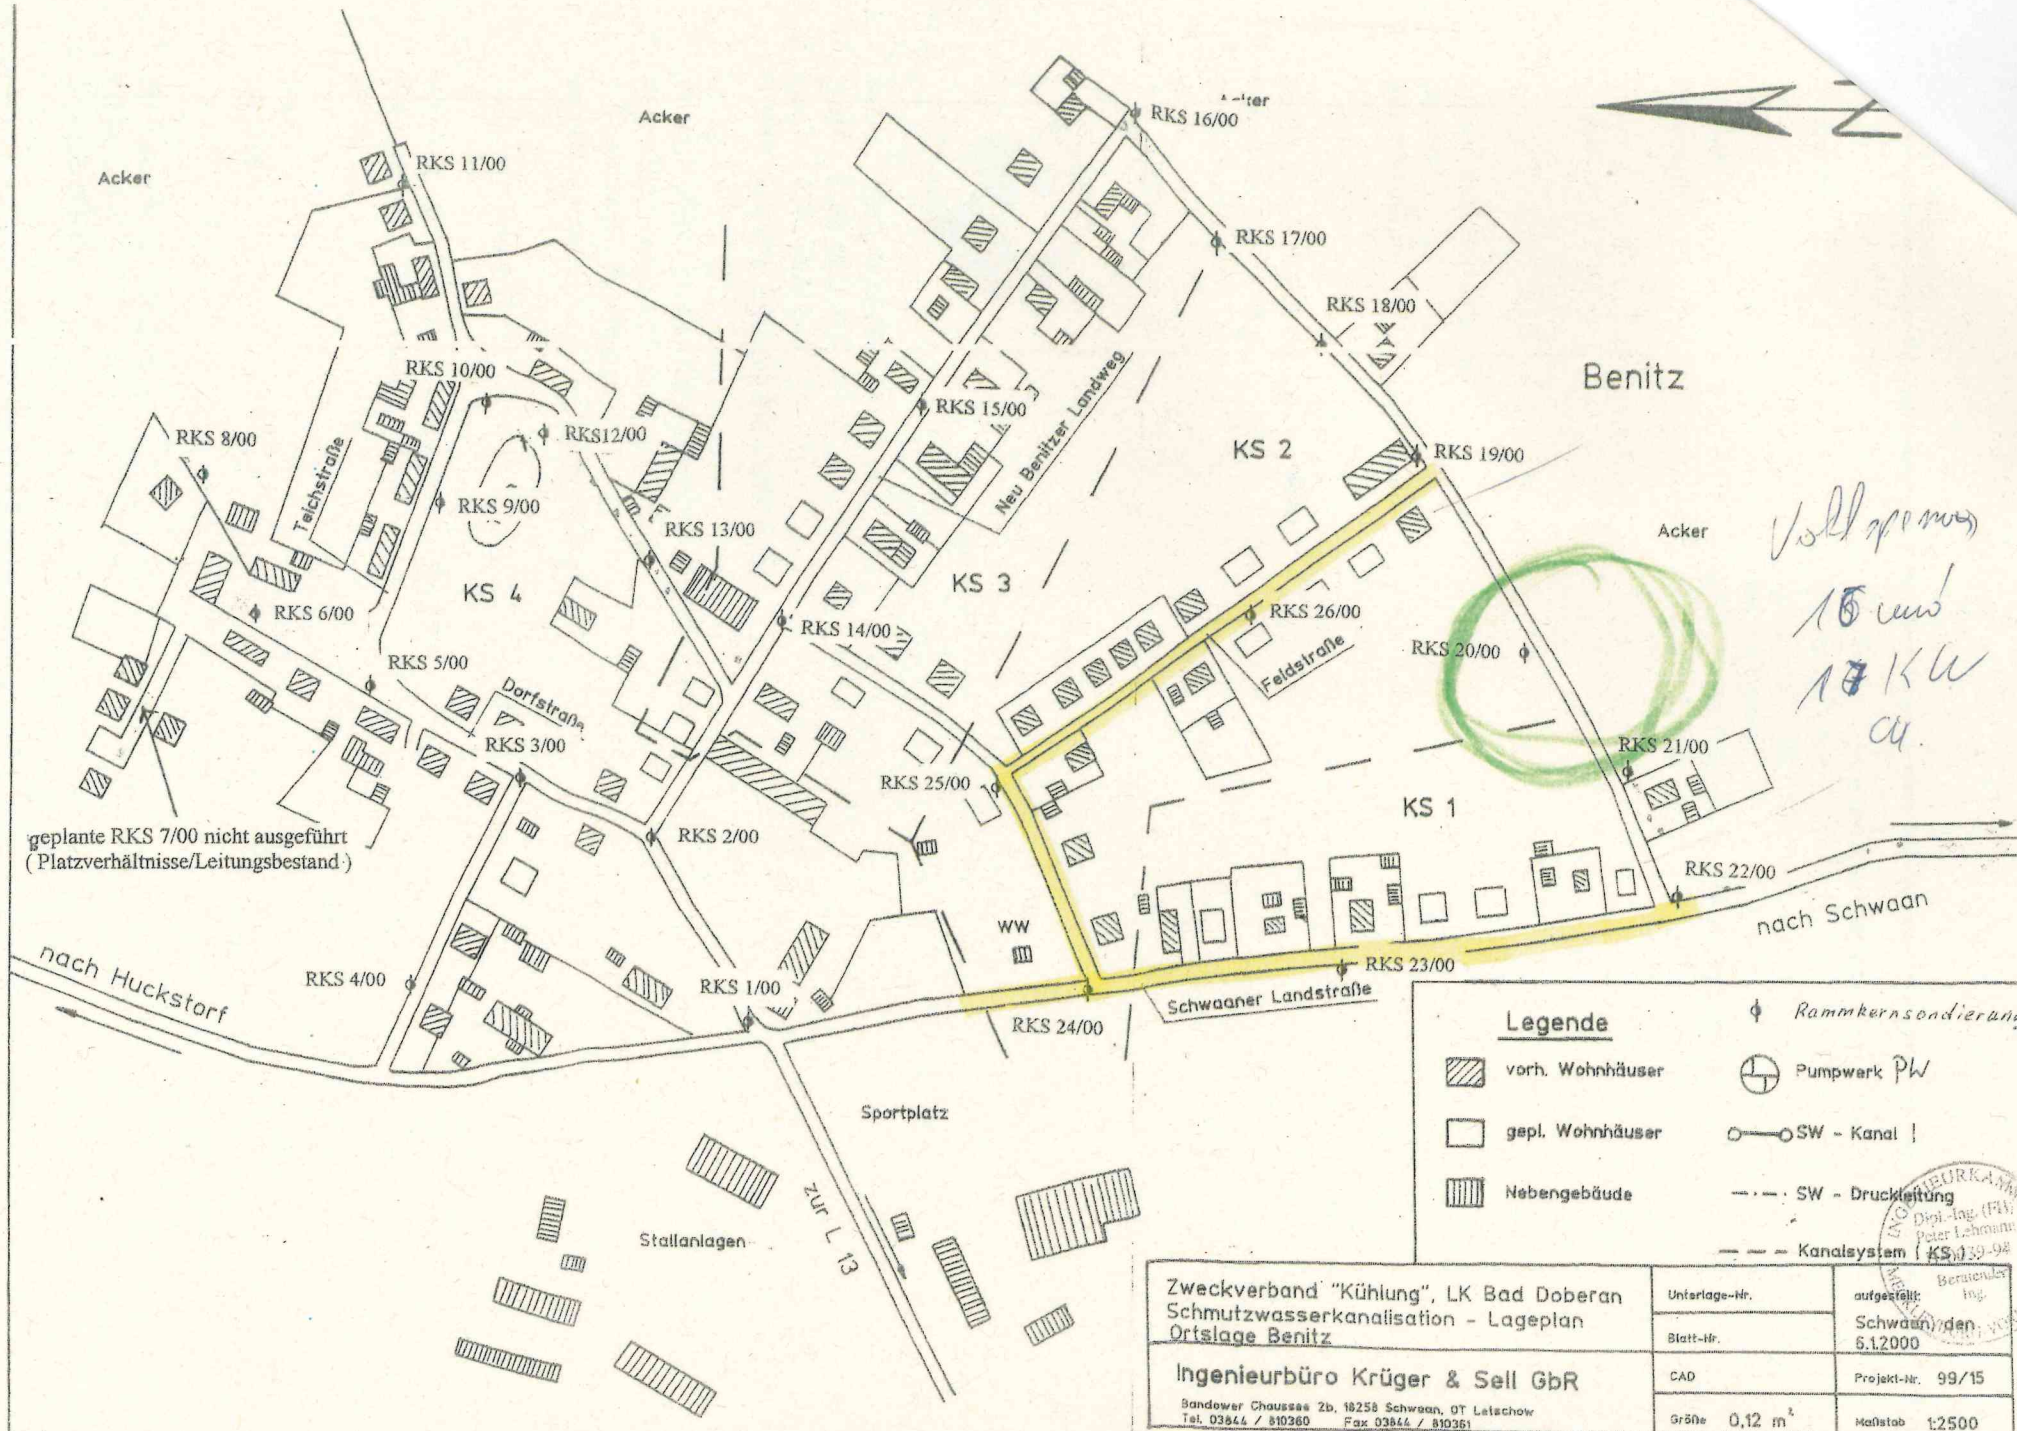 Acker
RKS 16/00
Acker
RKS 11/00
Acker
RKS 17/00
RKS 18/00
Benitz
RKS 10/00
RKS 15/00
RKS 8/00
RKS12/00
KS 2
RKS 19/00
Teichstraße
Neu Benitzer Landweg
RKS 9/00
RKS 13/00
Acker
KS 3
KS 4
RKS 6/00
RKS 14/00
RKS 26/00
16 und
17 KW
RKS 5/00
Feldstraße
RKS 20/00
Dorfstraße
RKS 3/00
RKS 21/00
RKS 25/00
KS 1
geplante RKS 7/00 nicht ausgeführt
( Platzverhältnisse/Leitungsbestand )
RKS 2/00
RKS 22/00
nach Schwaan
WW
nach Huckstorf
RKS 4/00
RKS 1/00
RKS 23/00
Schwaaner Landstraße
RKS 24/00
Legende
Rammkernsondierung
vorh. Wohnhäuser
Pumpwerk PW
gepl. Wohnhäuser
SW - Kanal
Nebengebäude
SW - Druckleitung
Kanalsystem ( KS )
Sportplatz
zur L 13
Stallanlagen
Dipl.-Ing. (FH)
Peter Lehmann
Beratender
Ing.
Zweckverband "Kühlung", LK Bad Doberan
Schmutzwasserkanalisation - Lageplan
Ortslage Benitz
Unterlage-Nr.
Blatt-Nr.
aufgestellt:
Schwaan, den
6.1.2000
Ingenieurbüro Krüger & Sell GbR
Bandower Chaussee 2b, 18258 Schwaan, OT Letschow
Tel. 03844 / 810360 Fax 03844 / 810361
CAD
Projekt-Nr. 99/15
Größe 0,12 m²
Maßstab 1:2500